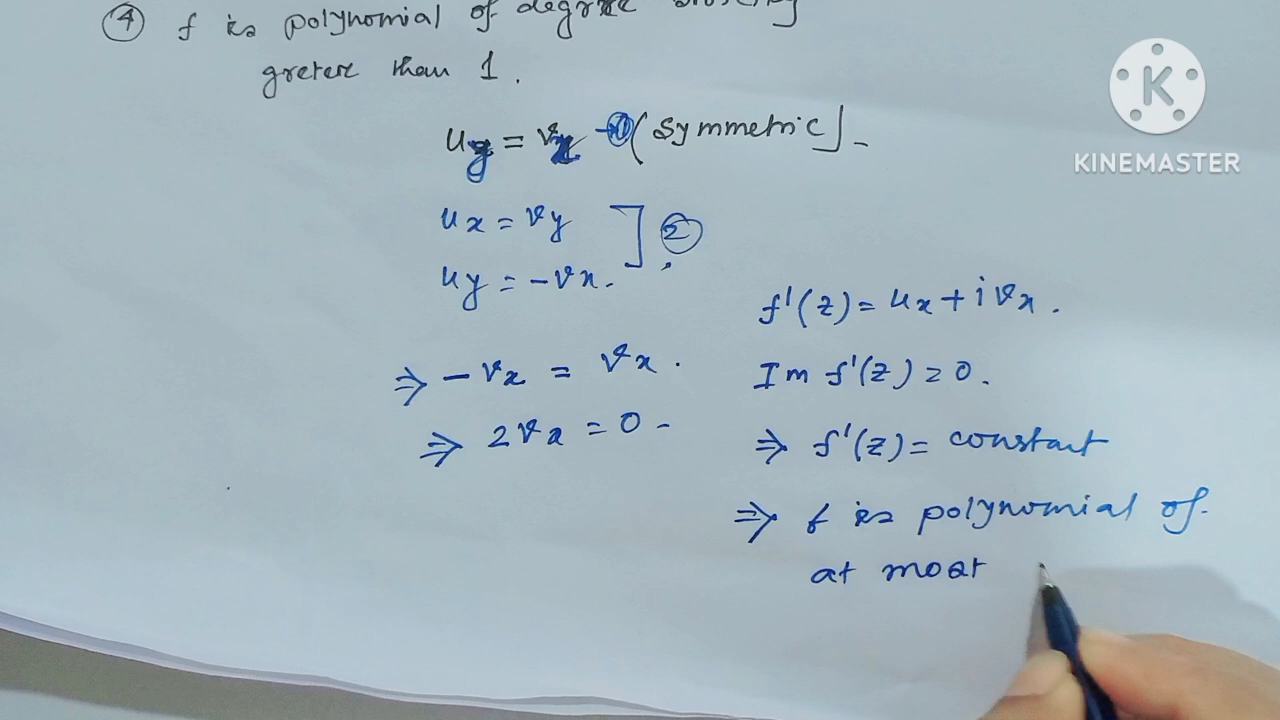 ④ f is polynomial of degree
greter than 1.
uy = vx → ① (Symmetric].
ux = vy ] ②
uy = -vx.
⇒ -vx = vx.
⇒ 2vx = 0.
f'(z) = ux + ivx.
Im f'(z) = 0.
⇒ f'(z) = constant
⇒ f is polynomial of.
at most
K
KINEMASTER